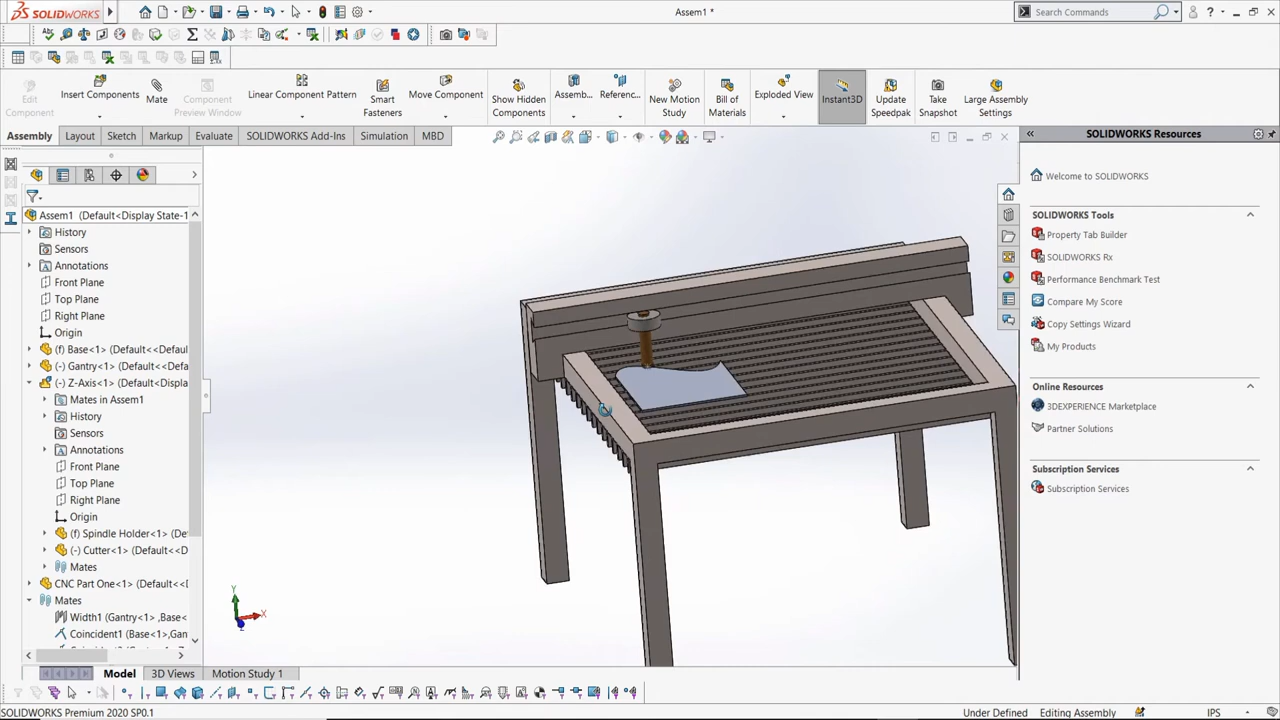 SOLIDWORKS
Assem1 *
Search Commands
Edit Component
Insert Components
Mate
Component Preview Window
Linear Component Pattern
Smart Fasteners
Move Component
Show Hidden Components
Assemb...
Referenc...
New Motion Study
Bill of Materials
Exploded View
Instant3D
Update Speedpak
Take Snapshot
Large Assembly Settings
Assembly
Layout
Sketch
Markup
Evaluate
SOLIDWORKS Add-Ins
Simulation
MBD
Assem1 (Default<Display State-1
History
Sensors
Annotations
Front Plane
Top Plane
Right Plane
Origin
(f) Base<1> (Default<<Default
(-) Gantry<1> (Default<<Defau
(-) Z-Axis<1> (Default<Displa
Mates in Assem1
History
Sensors
Annotations
Front Plane
Top Plane
Right Plane
Origin
(f) Spindle Holder<1> (De
(-) Cutter<1> (Default<<D
Mates
CNC Part One<1> (Default<<De
Mates
Width1 (Gantry<1> ,Base<
Coincident1 (Base<1>,Gan
Y
X
Z
SOLIDWORKS Resources
Welcome to SOLIDWORKS
SOLIDWORKS Tools
Property Tab Builder
SOLIDWORKS Rx
Performance Benchmark Test
Compare My Score
Copy Settings Wizard
My Products
Online Resources
3DEXPERIENCE Marketplace
Partner Solutions
Subscription Services
Subscription Services
Model
3D Views
Motion Study 1
SOLIDWORKS Premium 2020 SP0.1
Under Defined
Editing Assembly
IPS